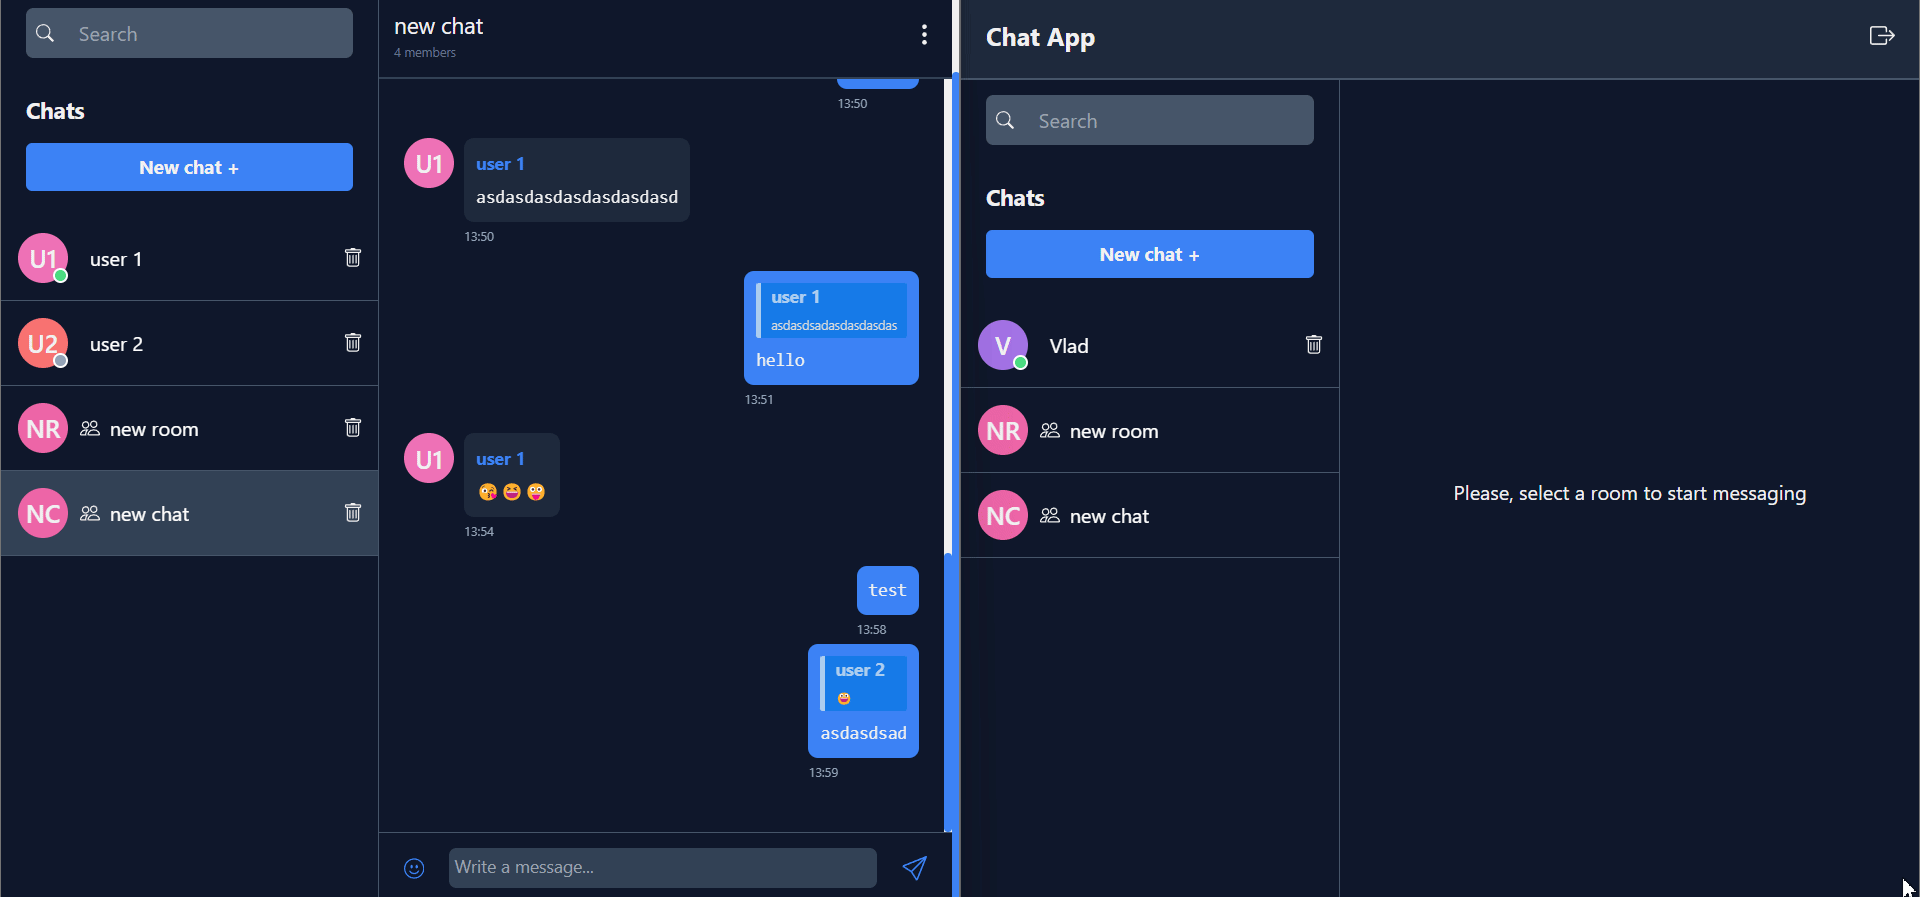 Search
Chats
New chat +
U1
user 1
U2
user 2
NR
new room
NC
new chat
new chat
4 members
13:50
U1
user 1
asdasdasdasdasdasdasd
13:50
user 1
asdasdsadasdasdasdas
hello
13:51
U1
user 1
😘😆😜
13:54
test
13:58
user 2
😀
asdasdsad
13:59
Write a message...
Chat App
Search
Chats
New chat +
V
Vlad
NR
new room
NC
new chat
Please, select a room to start messaging